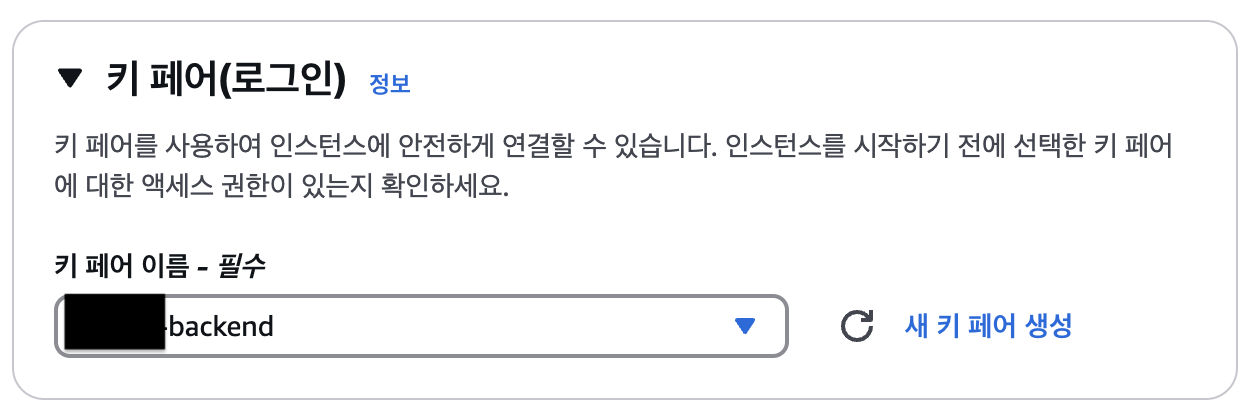 키 페어(로그인) 정보
키 페어를 사용하여 인스턴스에 안전하게 연결할 수 있습니다. 인스턴스를 시작하기 전에 선택한 키 페어
에 대한 액세스 권한이 있는지 확인하세요.
키 페어 이름 - 필수
-backend
새 키 페어 생성